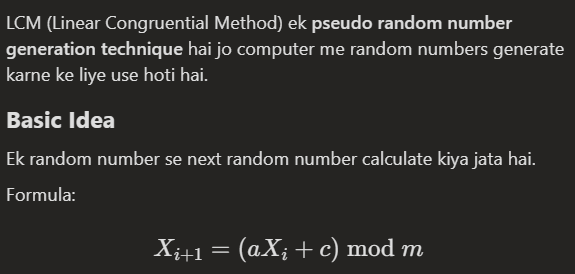 LCM (Linear Congruential Method) ek pseudo random number
generation technique hai jo computer me random numbers generate
karne ke liye use hoti hai.
Basic Idea
Ek random number se next random number calculate kiya jata hai.
Formula:
Xᵢ₊₁ = (aXᵢ + c) mod m